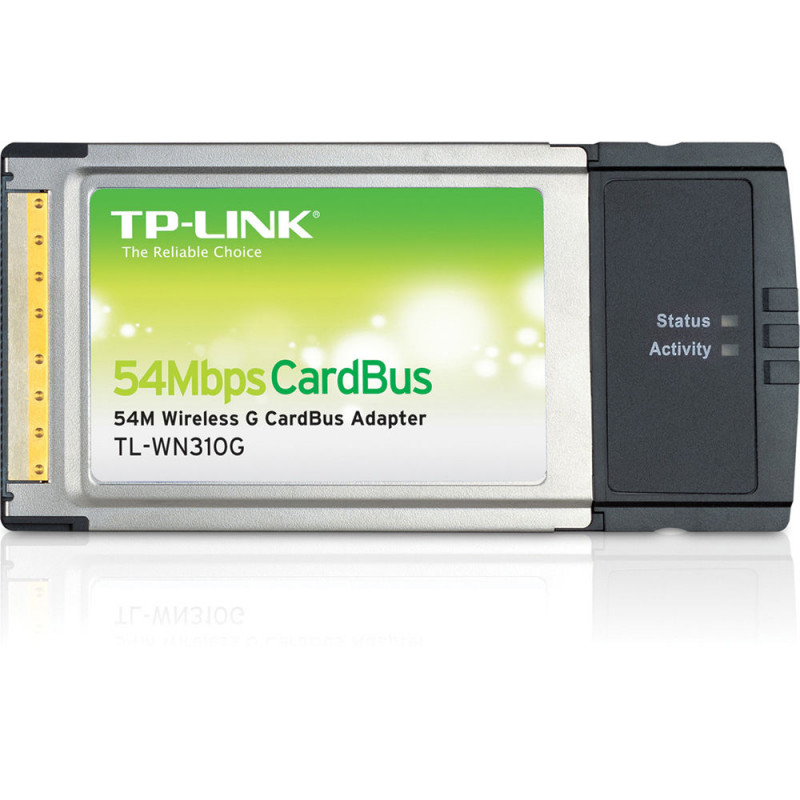 TP-LINK®
The Reliable Choice
54Mbps CardBus
54M Wireless G CardBus Adapter
TL-WN310G
Status
Activity